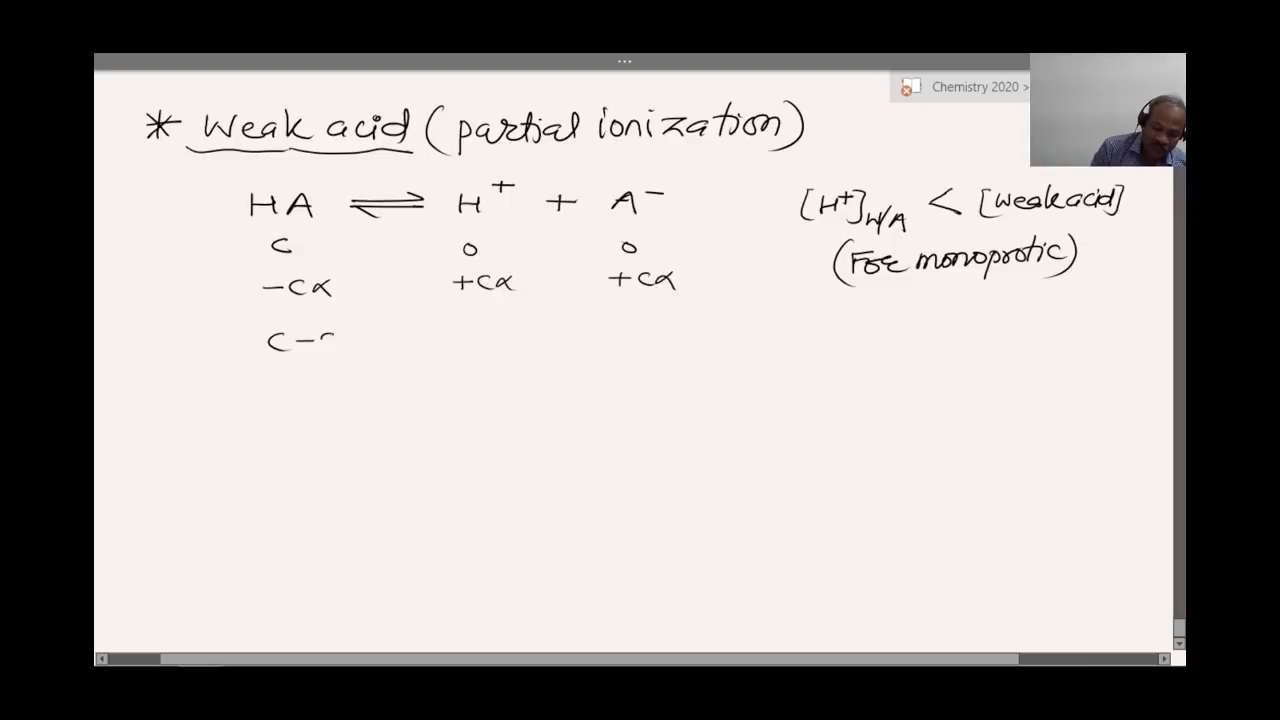 Chemistry 2020 >
* Weak acid (partial ionization)
HA ⇌ H⁺ + A⁻
[H⁺]W/A < [weak acid]
C 0 0
(For monoprotic)
-Cα +Cα +Cα
C-